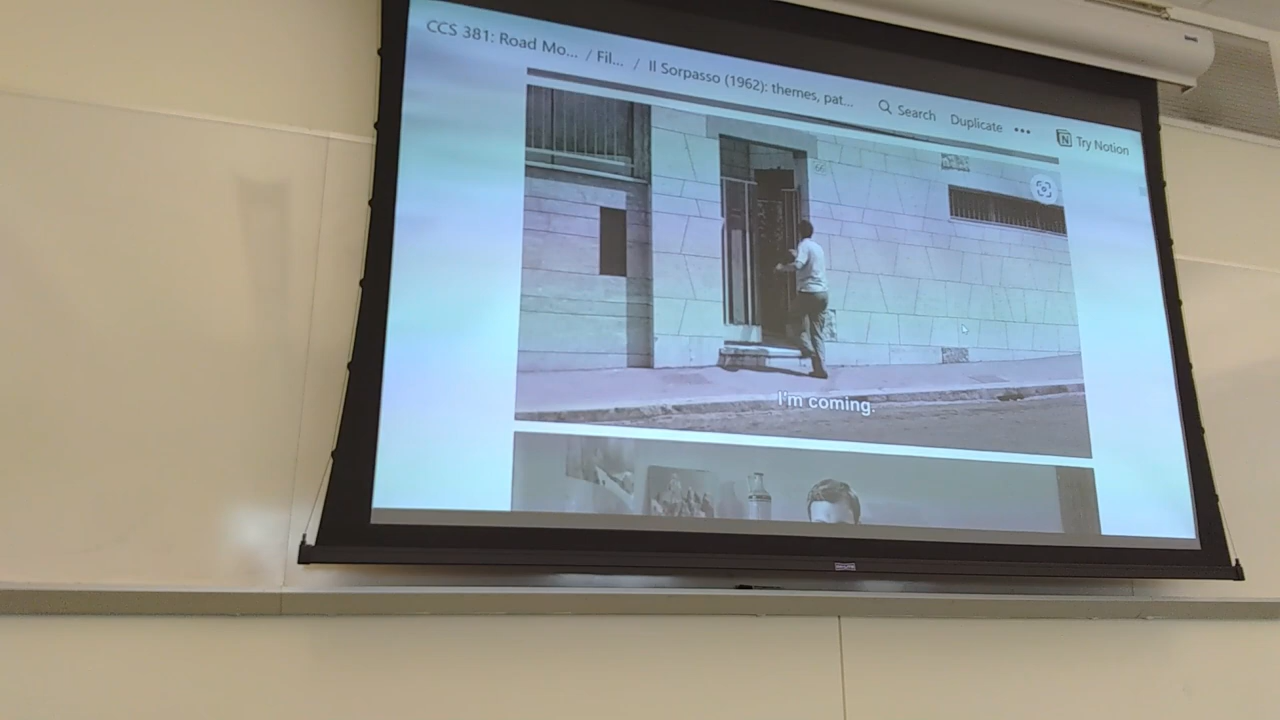 CCS 381: Road Mo... / Fil... / Il Sorpasso (1962): themes, pat...
Search Duplicate ••• Try Notion
I'm coming.